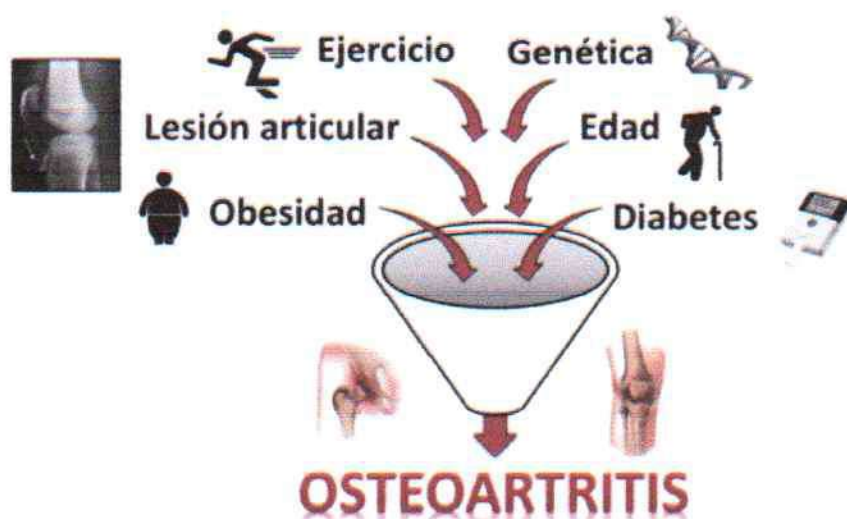 Ejercicio Genética
Lesión articular Edad
Obesidad Diabetes
OSTEOARTRITIS